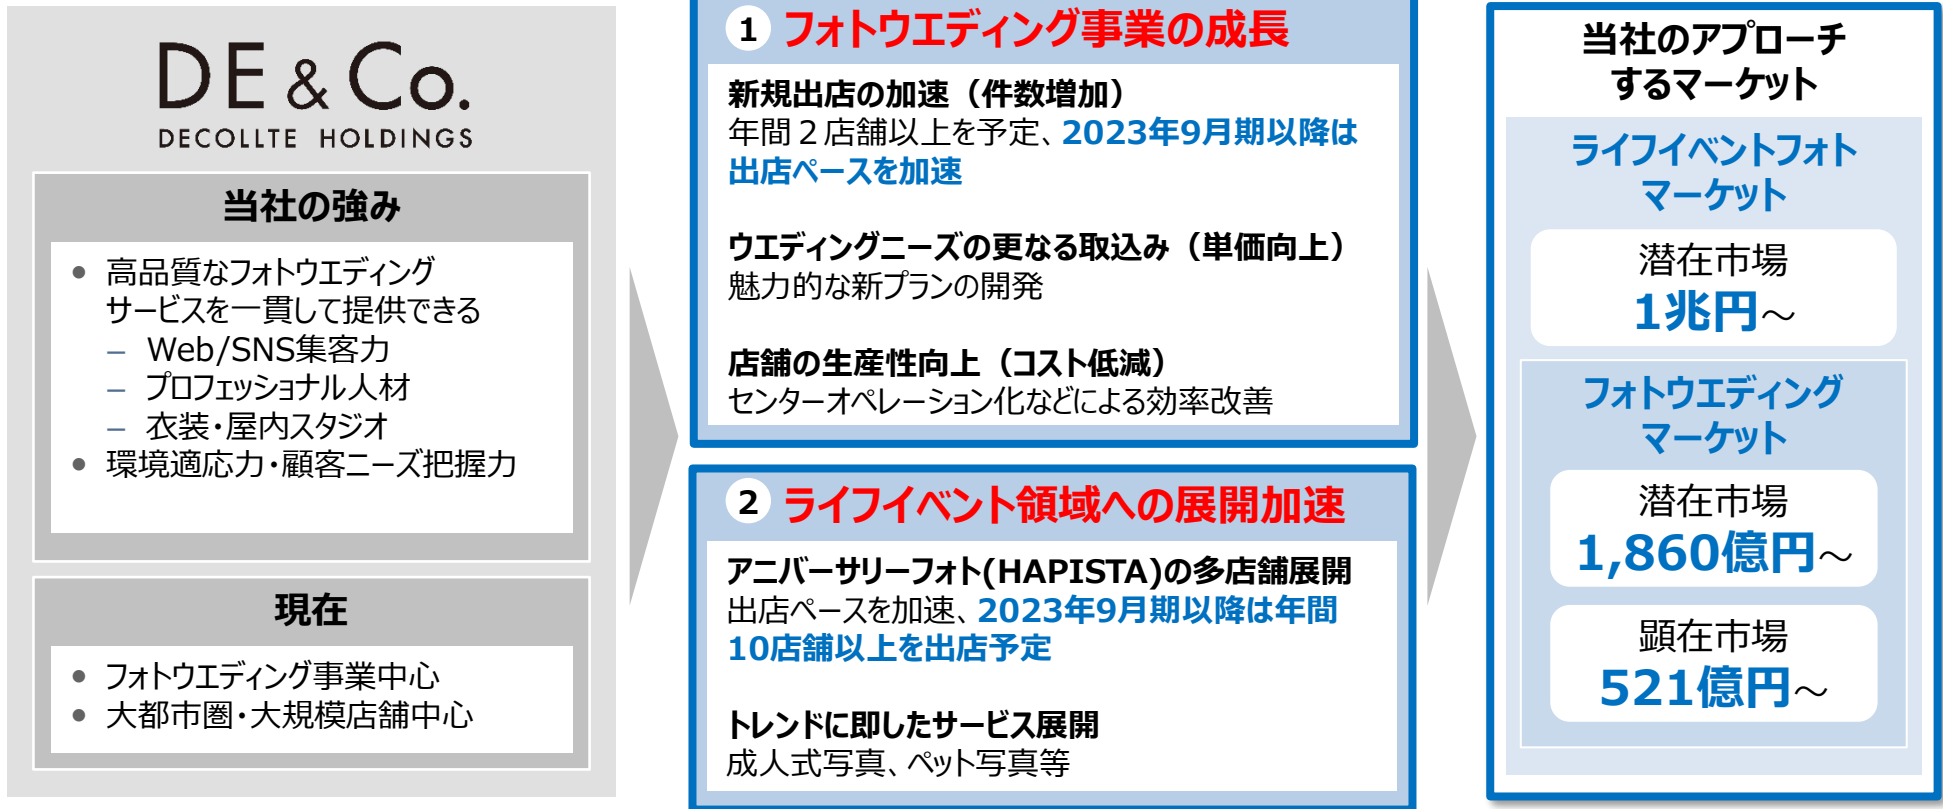 DE & Co.
DECOLLTE HOLDINGS
当社の強み
● 高品質なフォトウエディング
サービスを一貫して提供できる
– Web/SNS集客力
– プロフェッショナル人材
– 衣装・屋内スタジオ
● 環境適応力・顧客ニーズ把握力
現在
● フォトウエディング事業中心
● 大都市圏・大規模店舗中心
1 フォトウエディング事業の成長
新規出店の加速（件数増加）
年間２店舗以上を予定、2023年9月期以降は
出店ペースを加速
ウエディングニーズの更なる取込み（単価向上）
魅力的な新プランの開発
店舗の生産性向上（コスト低減）
センターオペレーション化などによる効率改善
2 ライフイベント領域への展開加速
アニバーサリーフォト(HAPISTA)の多店舗展開
出店ペースを加速、2023年9月期以降は年間
10店舗以上を出店予定
トレンドに即したサービス展開
成人式写真、ペット写真等
当社のアプローチ
するマーケット
ライフイベントフォト
マーケット
潜在市場
1兆円～
フォトウエディング
マーケット
潜在市場
1,860億円～
顕在市場
521億円～